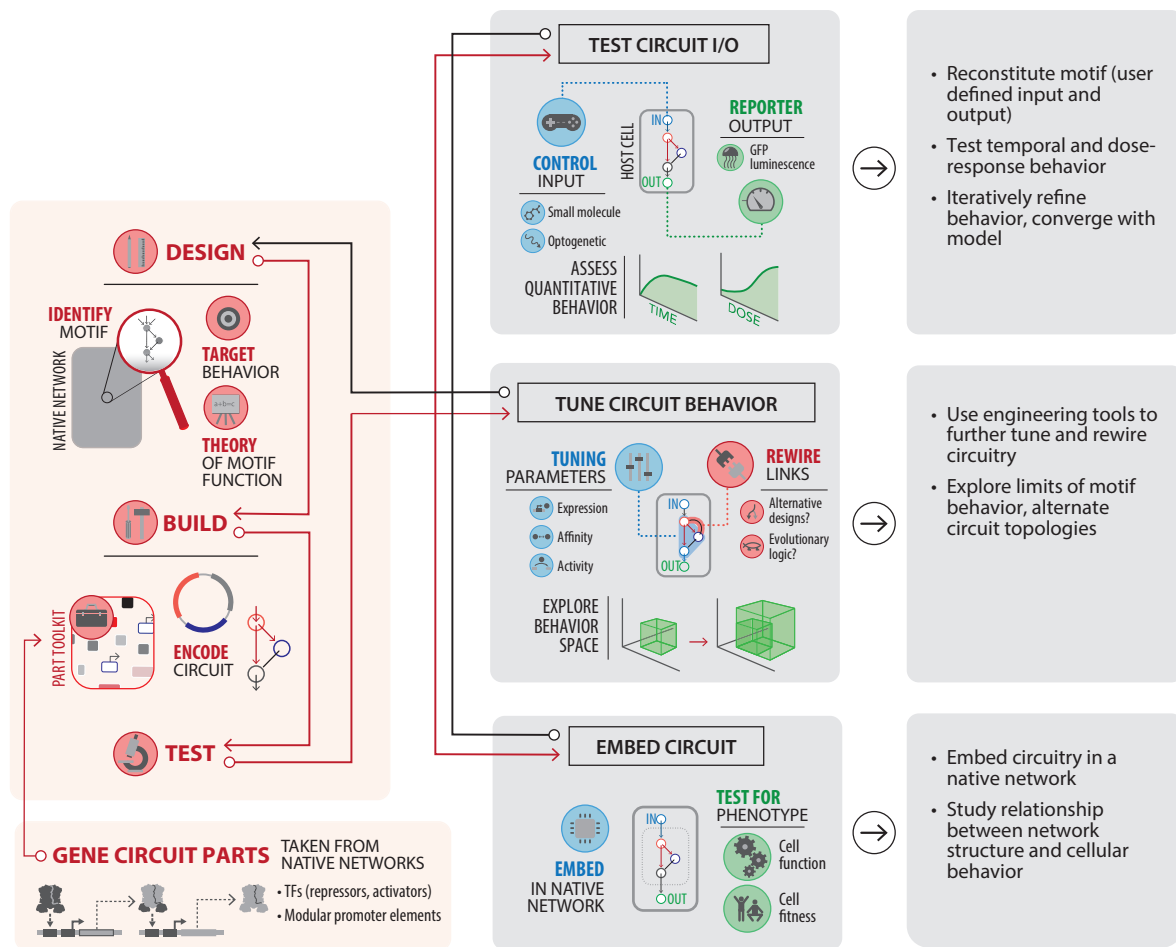 DESIGN
IDENTIFY
MOTIF
NATIVE NETWORK
TARGET
BEHAVIOR
a+b=c
THEORY
OF MOTIF
FUNCTION
BUILD
PART TOOLKIT
ENCODE
CIRCUIT
TEST
GENE CIRCUIT PARTS
TAKEN FROM
NATIVE NETWORKS
• TFs (repressors, activators)
• Modular promoter elements
TEST CIRCUIT I/O
CONTROL
INPUT
Small molecule
Optogenetic
HOST CELL
IN
OUT
REPORTER
OUTPUT
GFP
luminescence
ASSESS
QUANTITATIVE
BEHAVIOR
TIME
DOSE
• Reconstitute motif (user
defined input and
output)
• Test temporal and dose-
response behavior
• Iteratively refine
behavior, converge with
model
TUNE CIRCUIT BEHAVIOR
TUNING
PARAMETERS
Expression
Affinity
Activity
IN
OUT
REWIRE
LINKS
Alternative
designs?
Evolutionary
logic?
EXPLORE
BEHAVIOR
SPACE
• Use engineering tools to
further tune and rewire
circuitry
• Explore limits of motif
behavior, alternate
circuit topologies
EMBED CIRCUIT
EMBED
IN NATIVE
NETWORK
IN
OUT
TEST FOR
PHENOTYPE
Cell
function
Cell
fitness
• Embed circuitry in a
native network
• Study relationship
between network
structure and cellular
behavior